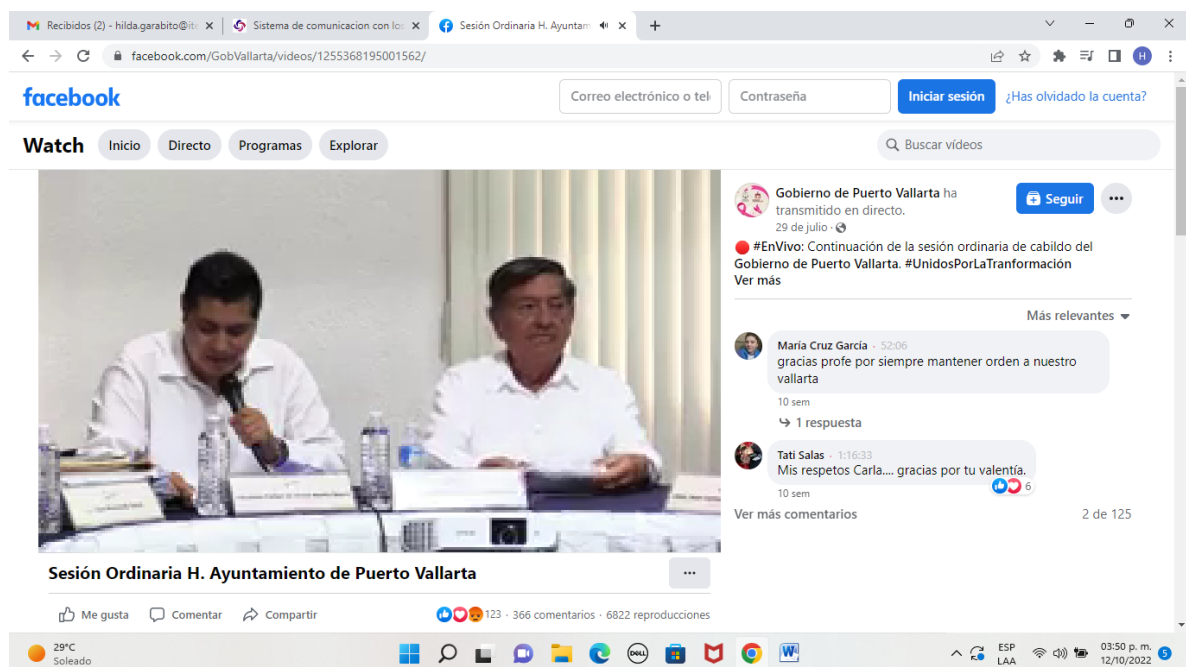 Recibidos (2) - hilda.garabito@it
Sistema de comunicacion con los
Sesión Ordinaria H. Ayuntam
facebook.com/GobVallarta/videos/1255368195001562/
H
facebook
Correo electrónico o tel
Contraseña
Iniciar sesión
¿Has olvidado la cuenta?
Watch
Inicio
Directo
Programas
Explorar
Buscar vídeos
Gobierno de Puerto Vallarta ha
transmitido en directo.
29 de julio ·
Seguir
#EnVivo: Continuación de la sesión ordinaria de cabildo del
Gobierno de Puerto Vallarta. #UnidosPorLaTranformación
Ver más
Más relevantes
María Cruz García · 52:06
gracias profe por siempre mantener orden a nuestro
vallarta
10 sem
1 respuesta
Tati Salas · 1:16:33
Mis respetos Carla.... gracias por tu valentía.
6
10 sem
Ver más comentarios
2 de 125
Sesión Ordinaria H. Ayuntamiento de Puerto Vallarta
Me gusta
Comentar
Compartir
123 · 366 comentarios · 6822 reproducciones
29°C
Soleado
DELL
W
ESP
LAA
03:50 p. m.
12/10/2022
5